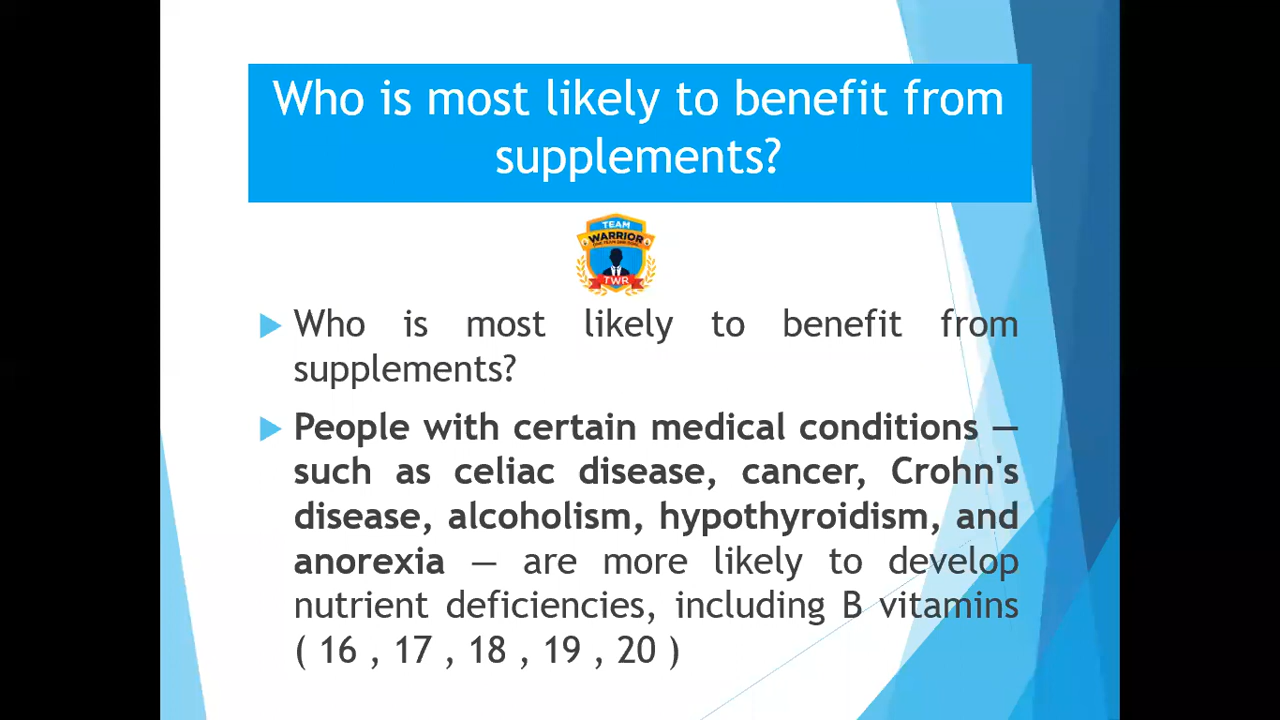 Who is most likely to benefit from
supplements?
TEAM
WARRIOR
TWR
Who is most likely to benefit from
supplements?
People with certain medical conditions —
such as celiac disease, cancer, Crohn's
disease, alcoholism, hypothyroidism, and
anorexia — are more likely to develop
nutrient deficiencies, including B vitamins
( 16 , 17 , 18 , 19 , 20 )